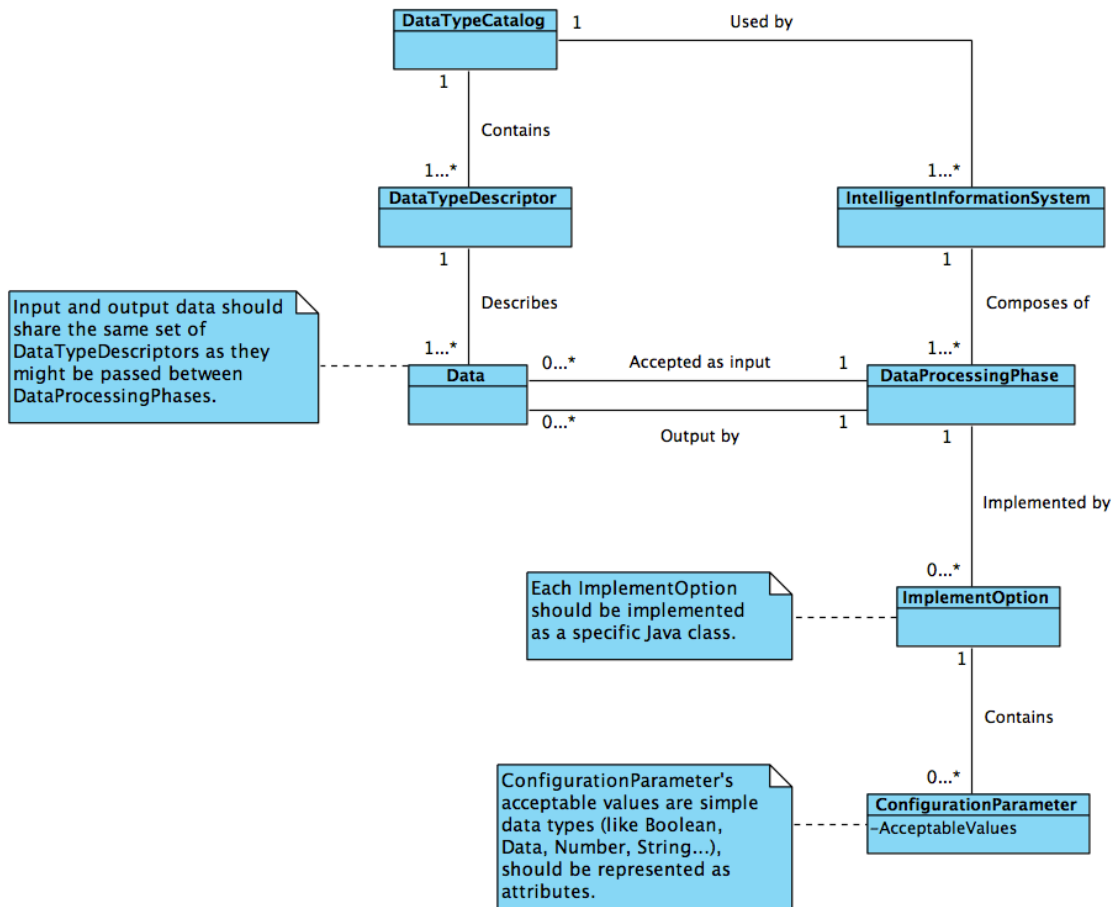 DataTypeCatalog
1
Used by
1
Contains
1...*
1...*
DataTypeDescriptor
IntelligentInformationSystem
1
1
Input and output data should
share the same set of
DataTypeDescriptors as they
might be passed between
DataProcessingPhases.
Describes
Composes of
1...*
1...*
Data
0...*
Accepted as input
1
DataProcessingPhase
0...*
Output by
1
1
Implemented by
0...*
Each ImplementOption
should be implemented
as a specific Java class.
ImplementOption
1
Contains
0...*
ConfigurationParameter's
acceptable values are simple
data types (like Boolean,
Data, Number, String...),
should be represented as
attributes.
ConfigurationParameter
-AcceptableValues